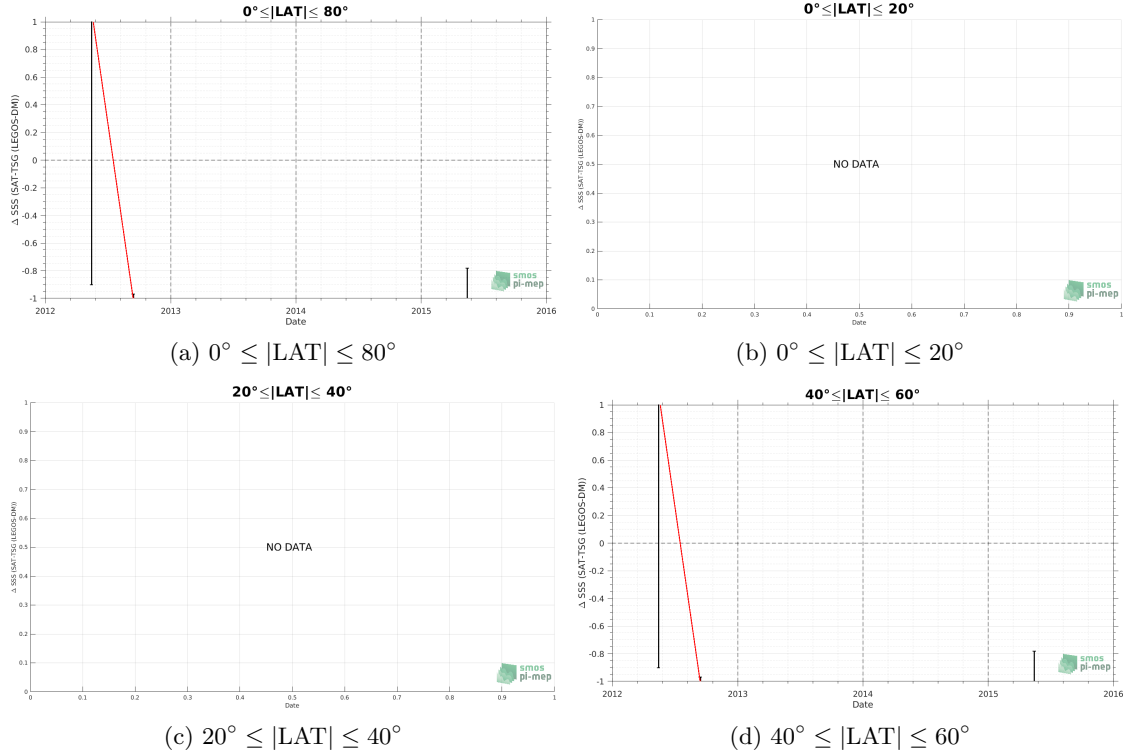 0°≤|LAT|≤ 80°
1
0.8
0.6
0.4
0.2
0
-0.2
-0.4
-0.6
-0.8
-1
Δ SSS (SAT-TSG (LEGOS-DM))
2012 2013 2014 2015 2016
Date
smos
pi-mep
(a) 0° ≤ |LAT| ≤ 80°
0°≤|LAT|≤ 20°
1
0.9
0.8
0.7
0.6
0.5
0.4
0.3
0.2
0.1
0
Δ SSS (SAT-TSG (LEGOS-DM))
NO DATA
0 0.1 0.2 0.3 0.4 0.5 0.6 0.7 0.8 0.9 1
Date
smos
pi-mep
(b) 0° ≤ |LAT| ≤ 20°
20°≤|LAT|≤ 40°
1
0.9
0.8
0.7
0.6
0.5
0.4
0.3
0.2
0.1
0
Δ SSS (SAT-TSG (LEGOS-DM))
NO DATA
0 0.1 0.2 0.3 0.4 0.5 0.6 0.7 0.8 0.9 1
Date
smos
pi-mep
(c) 20° ≤ |LAT| ≤ 40°
40°≤|LAT|≤ 60°
1
0.8
0.6
0.4
0.2
0
-0.2
-0.4
-0.6
-0.8
-1
Δ SSS (SAT-TSG (LEGOS-DM))
2012 2013 2014 2015 2016
Date
smos
pi-mep
(d) 40° ≤ |LAT| ≤ 60°